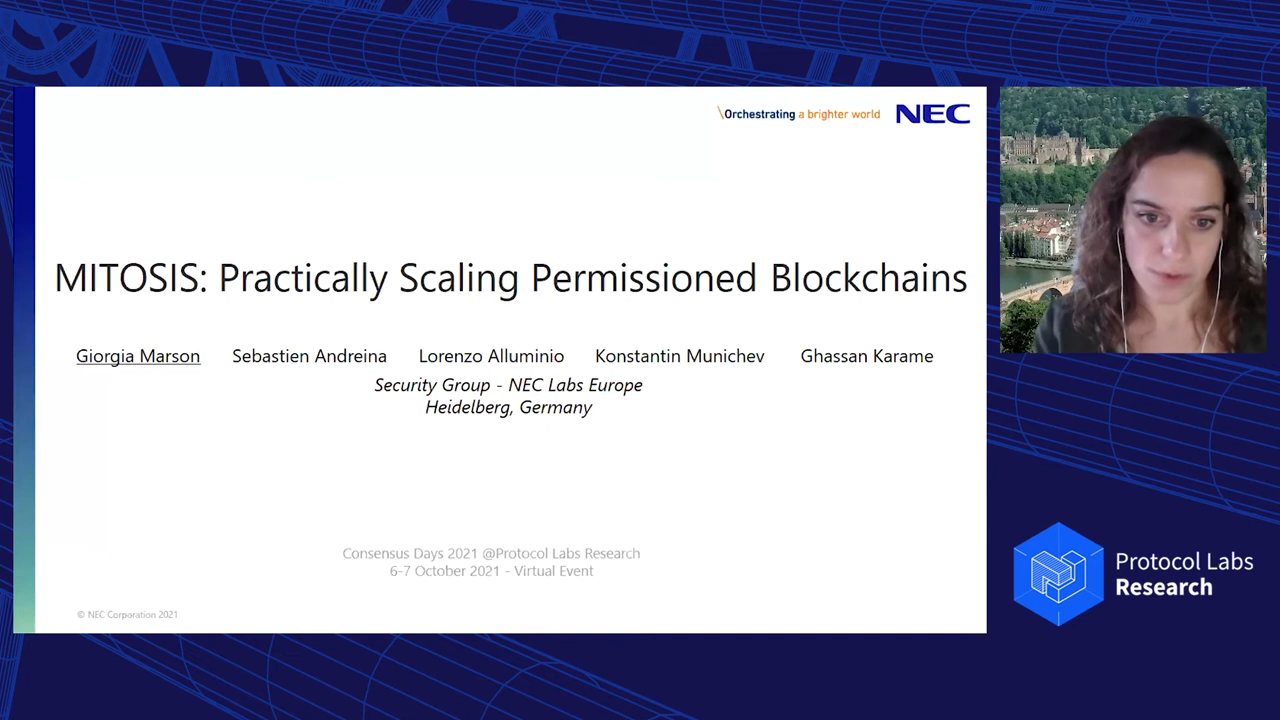 \Orchestrating a brighter world NEC
MITOSIS: Practically Scaling Permissioned Blockchains
Giorgia Marson Sebastien Andreina Lorenzo Alluminio Konstantin Munichev Ghassan Karame
Security Group - NEC Labs Europe
Heidelberg, Germany
Consensus Days 2021 @Protocol Labs Research
6-7 October 2021 - Virtual Event
© NEC Corporation 2021
Protocol Labs
Research